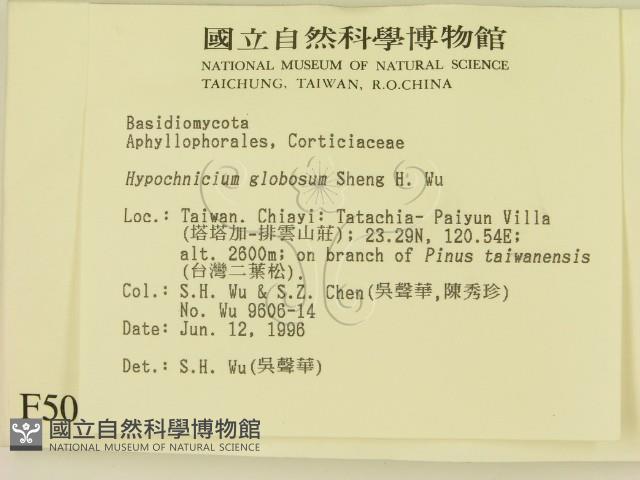 國立自然科學博物館
NATIONAL MUSEUM OF NATURAL SCIENCE
TAICHUNG, TAIWAN, R.O.CHINA
Basidiomycota
Aphyllophorales, Corticiaceae
Hypochnicium globosum Sheng H. Wu
Loc.: Taiwan. Chiayi: Tatachia- Paiyun Villa
(塔塔加-排雲山莊); 23.29N, 120.54E;
alt. 2600m; on branch of Pinus taiwanensis
(台灣二葉松).
Col.: S.H. Wu & S.Z. Chen(吳聲華,陳秀珍)
No. Wu 9606-14
Date: Jun. 12, 1996
Det.: S.H. Wu(吳聲華)
F50
國立自然科學博物館
NATIONAL MUSEUM OF NATURAL SCIENCE